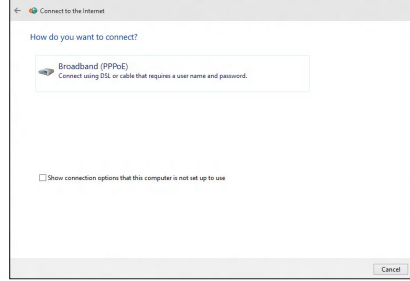 Connect to the Internet
How do you want to connect?
Broadband (PPPoE)
Connect using DSL or cable that requires a user name and password.
Show connection options that this computer is not set up to use
Cancel